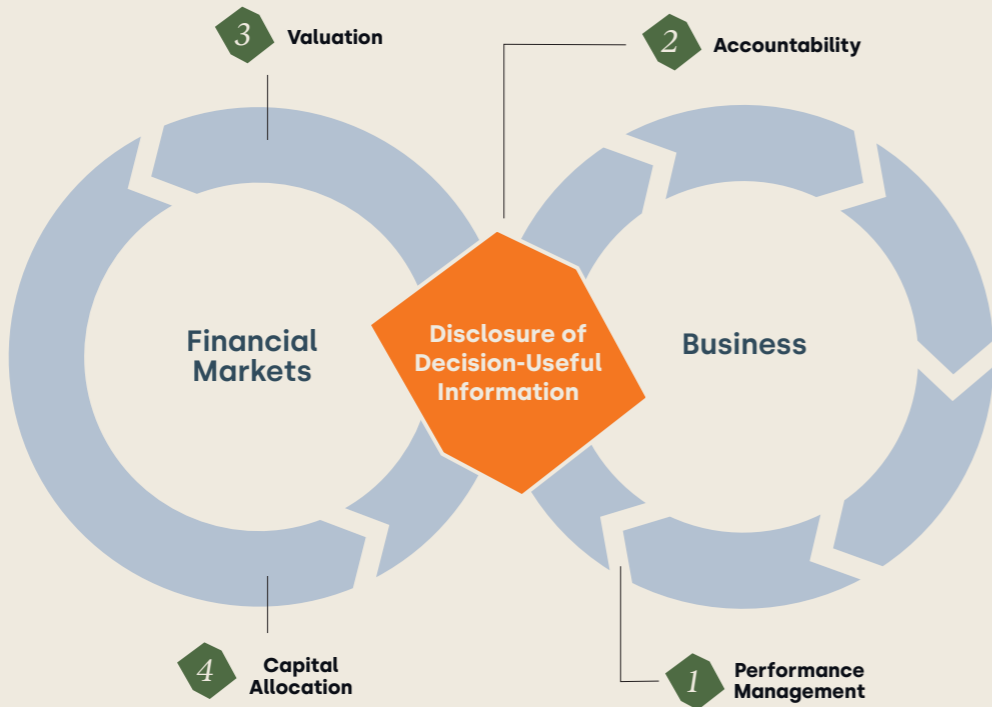 3 Valuation
2 Accountability
Financial
Markets
Disclosure of
Decision-Useful
Information
Business
4 Capital
Allocation
1 Performance
Management